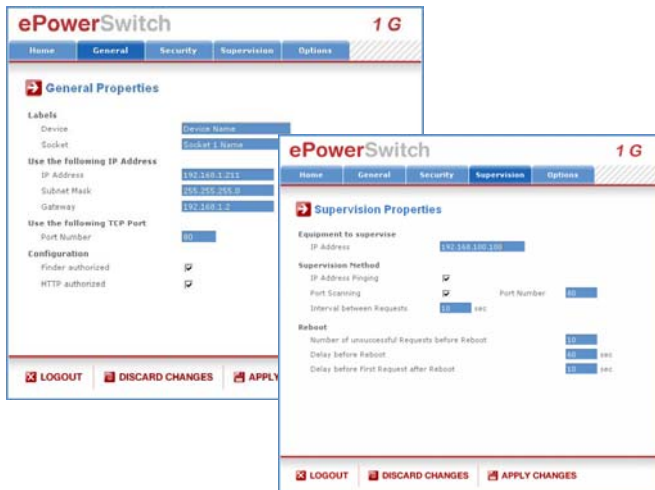 ePowerSwitch 1 G
Home General Security Supervision Options
General Properties
Labels
Device Device Name
Socket Socket 1 Name
Use the following IP Address
IP Address 192.168.1.211
Subnet Mask 255.255.255.0
Gateway 192.168.1.2
Use the following TCP Port
Port Number 80
Configuration
Finder authorized
HTTP authorized
LOGOUT DISCARD CHANGES APPLY
ePowerSwitch 1 G
Home General Security Supervision Options
Supervision Properties
Equipment to supervise
IP Address 192.168.100.100
Supervision Method
IP Address Pinging
Port Scanning Port Number 80
Interval between Requests 10 sec
Reboot
Number of unsuccessful Requests before Reboot 10
Delay before Reboot 60 sec
Delay before First Request after Reboot 10 sec
LOGOUT DISCARD CHANGES APPLY CHANGES